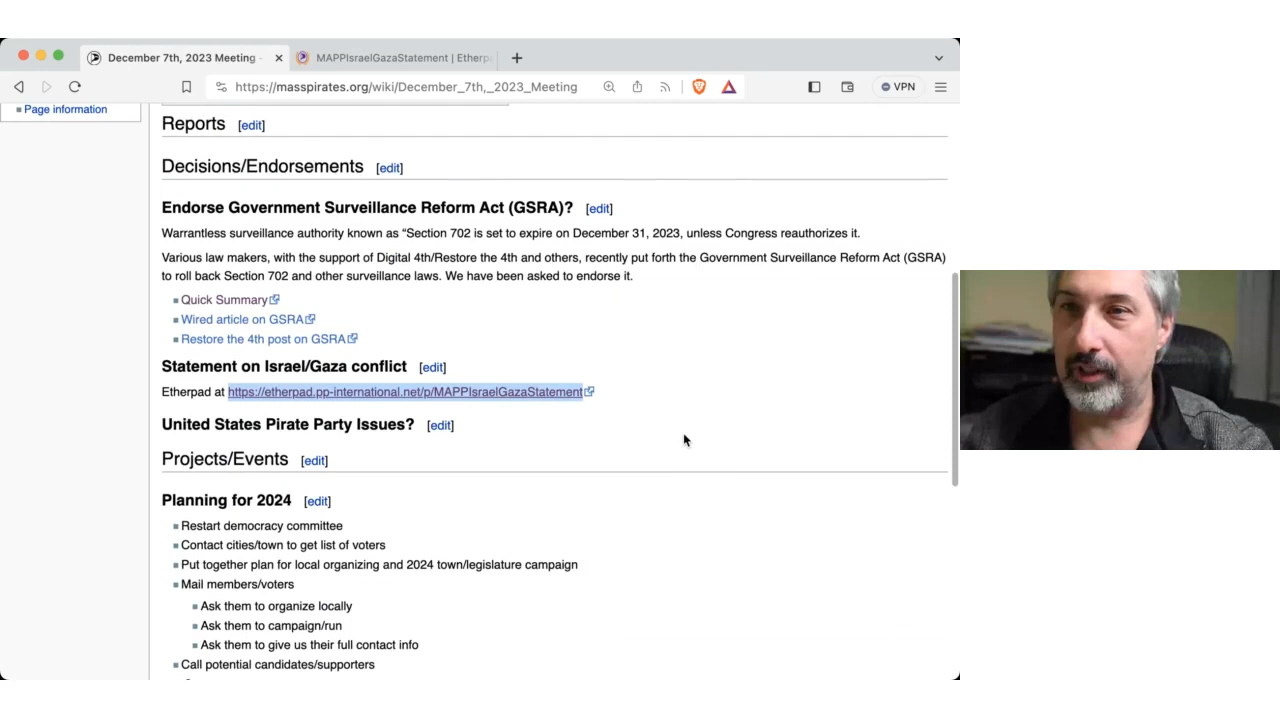 December 7th, 2023 Meeting -
MAPPIsraelGazaStatement | Etherp
https://masspirates.org/wiki/December_7th,_2023_Meeting
VPN
Page information
Reports [edit]
Decisions/Endorsements [edit]
Endorse Government Surveillance Reform Act (GSRA)? [edit]
Warrantless surveillance authority known as “Section 702 is set to expire on December 31, 2023, unless Congress reauthorizes it.
Various law makers, with the support of Digital 4th/Restore the 4th and others, recently put forth the Government Surveillance Reform Act (GSRA)
to roll back Section 702 and other surveillance laws. We have been asked to endorse it.
Quick Summary
Wired article on GSRA
Restore the 4th post on GSRA
Statement on Israel/Gaza conflict [edit]
Etherpad at https://etherpad.pp-international.net/p/MAPPIsraelGazaStatement
United States Pirate Party Issues? [edit]
Projects/Events [edit]
Planning for 2024 [edit]
Restart democracy committee
Contact cities/town to get list of voters
Put together plan for local organizing and 2024 town/legislature campaign
Mail members/voters
Ask them to organize locally
Ask them to campaign/run
Ask them to give us their full contact info
Call potential candidates/supporters